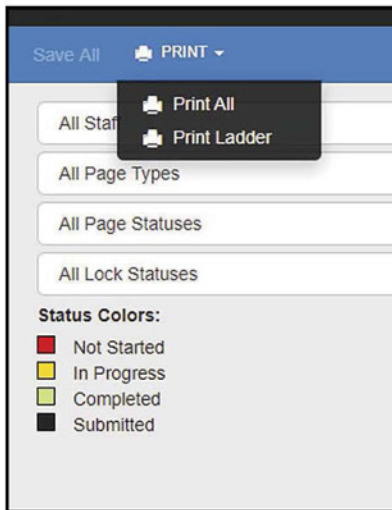 Save All PRINT
Print All
Print Ladder
All Staff
All Page Types
All Page Statuses
All Lock Statuses
Status Colors:
Not Started
In Progress
Completed
Submitted